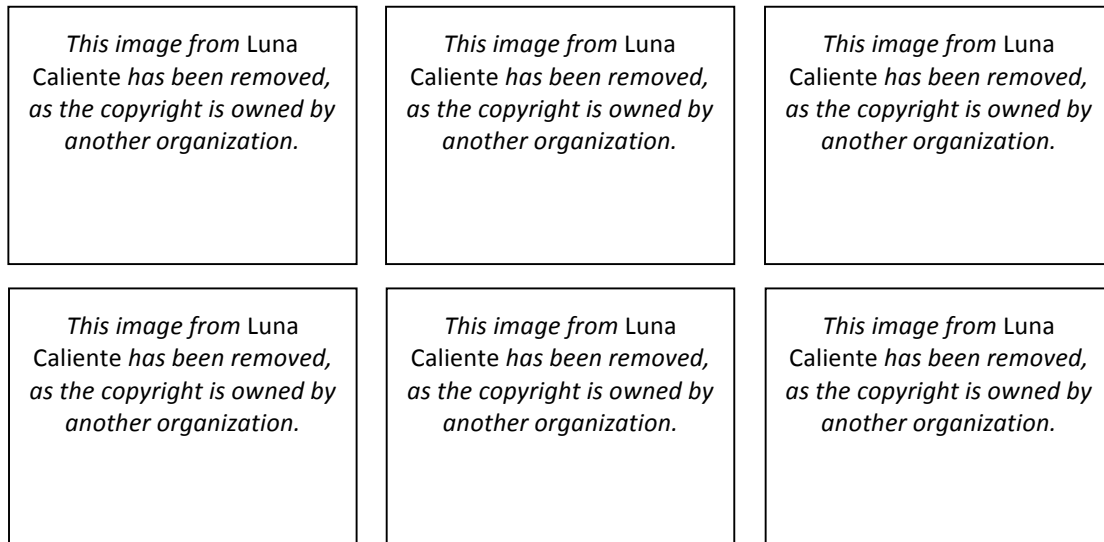 This image from Luna
Caliente has been removed,
as the copyright is owned by
another organization.
This image from Luna
Caliente has been removed,
as the copyright is owned by
another organization.
This image from Luna
Caliente has been removed,
as the copyright is owned by
another organization.
This image from Luna
Caliente has been removed,
as the copyright is owned by
another organization.
This image from Luna
Caliente has been removed,
as the copyright is owned by
another organization.
This image from Luna
Caliente has been removed,
as the copyright is owned by
another organization.